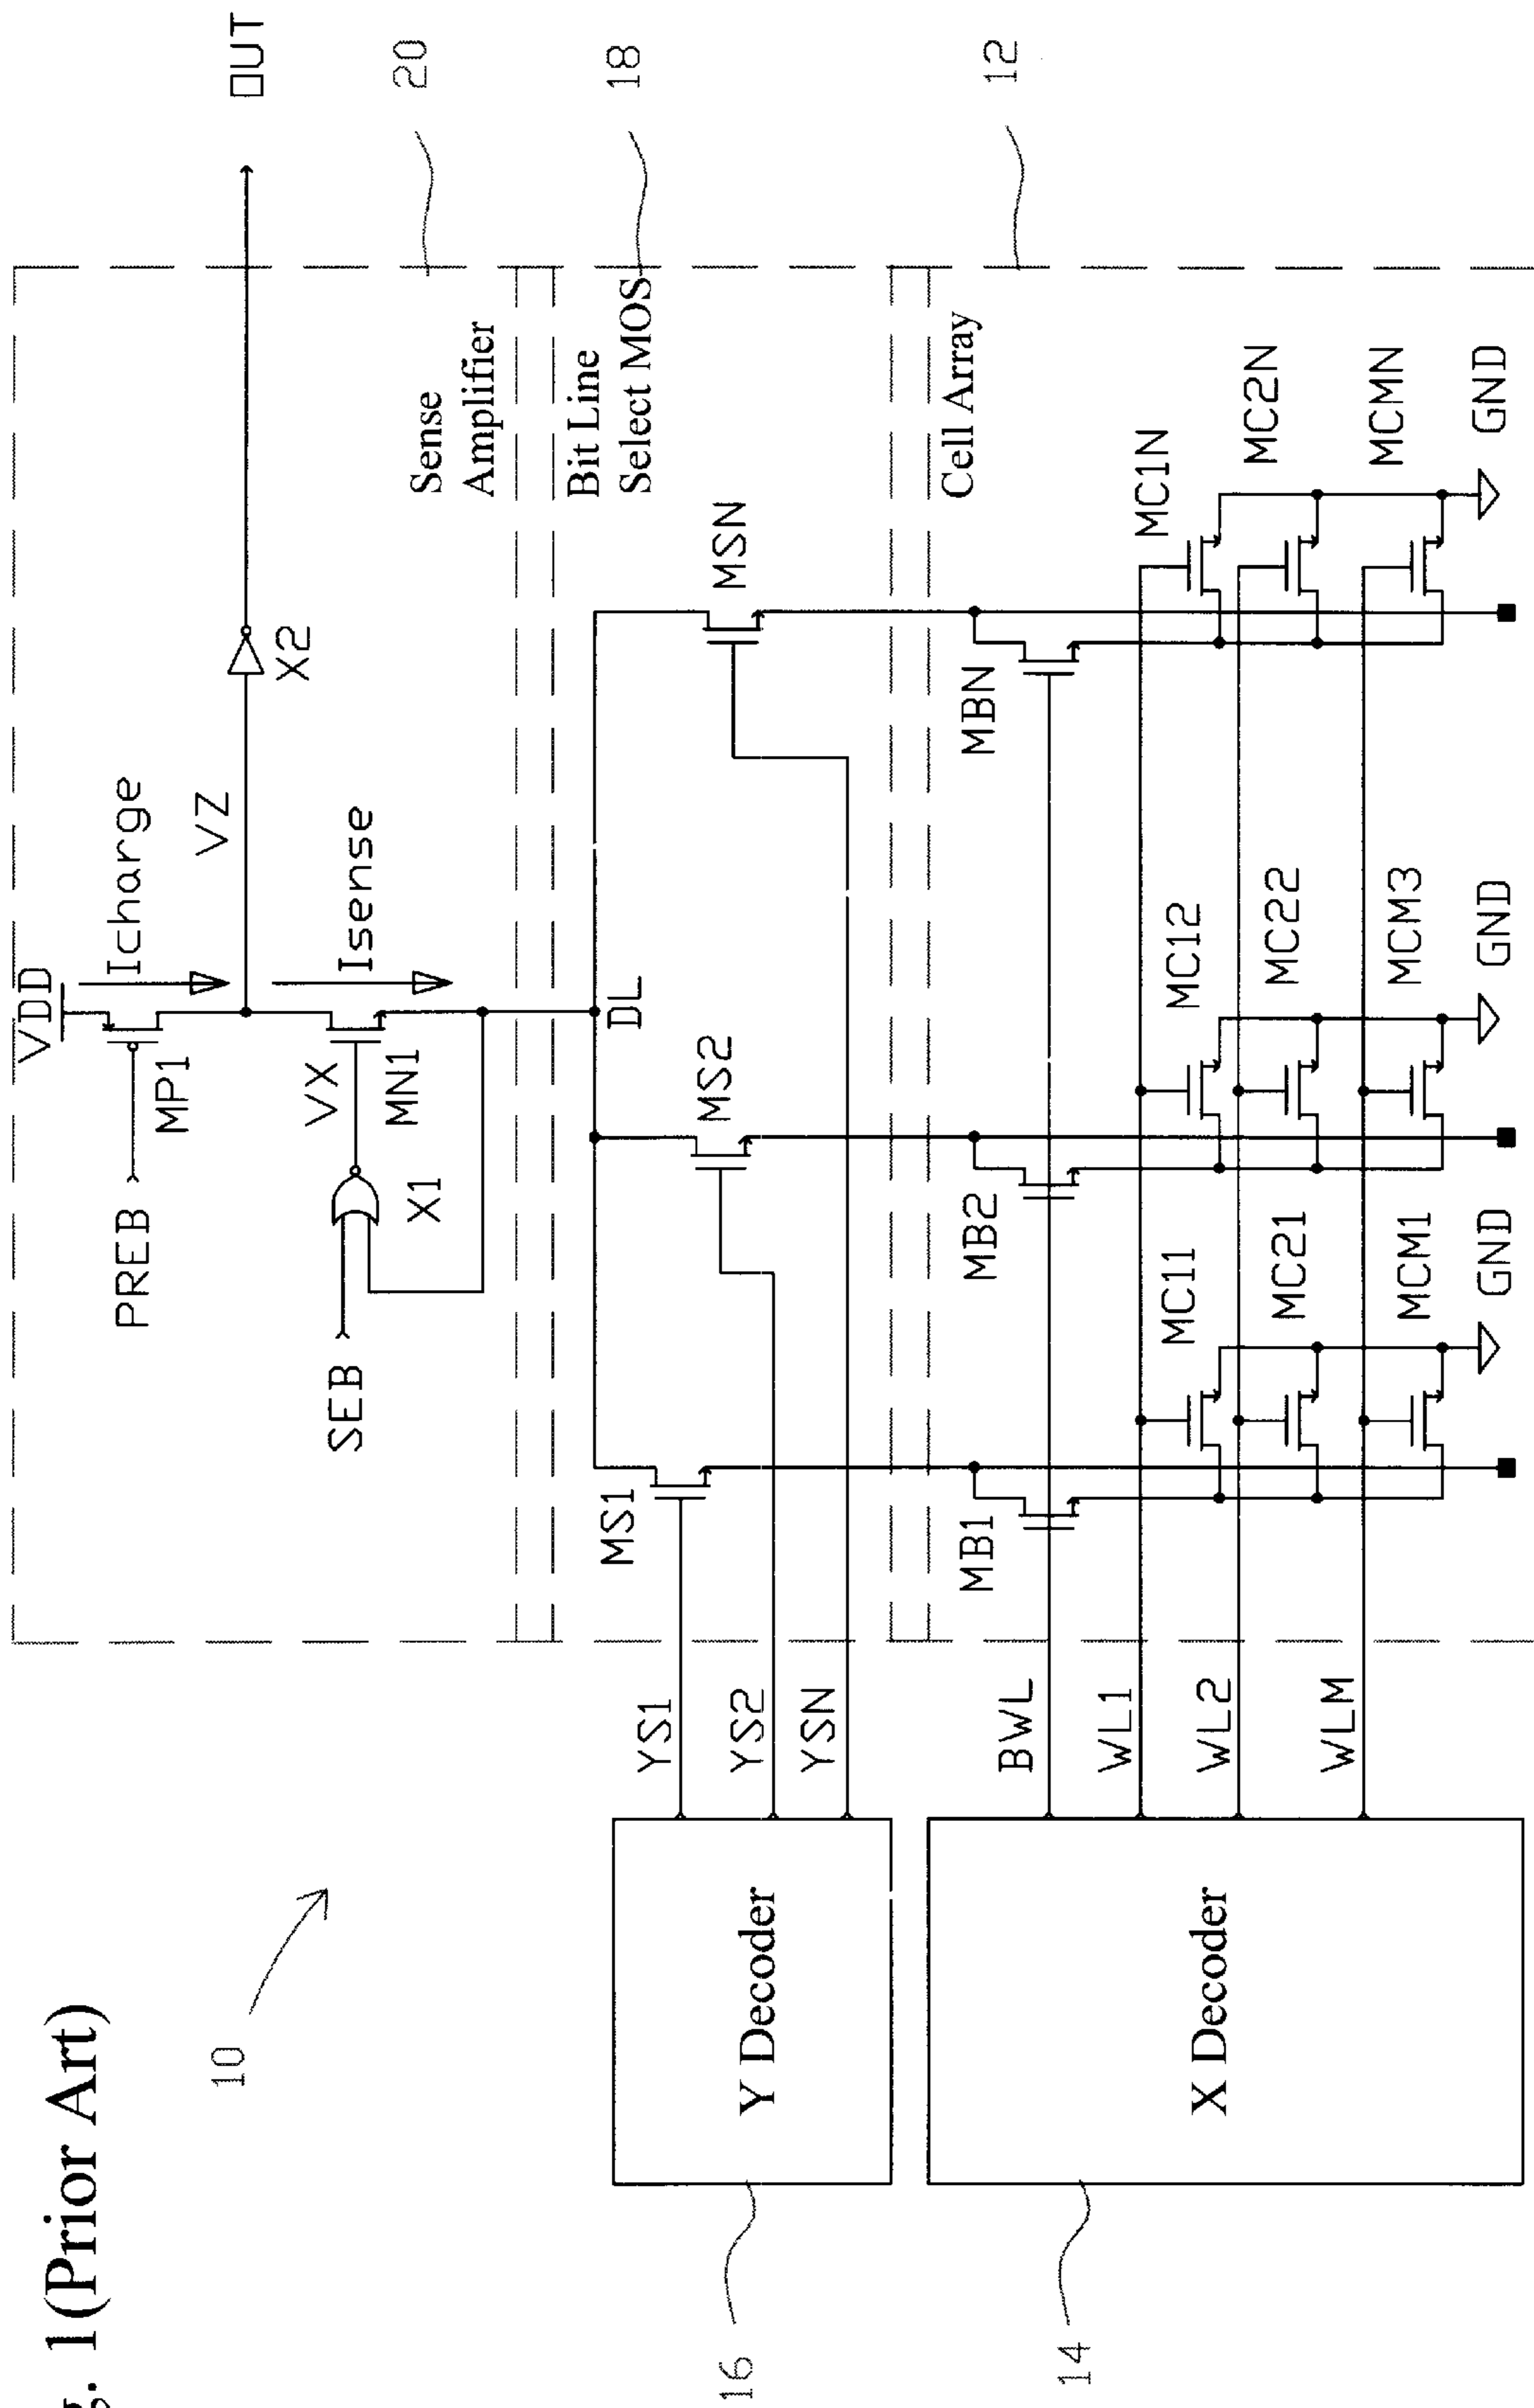 g. 1(Prior Art)
10
VDD
Icharge
PREB
MP1
VZ
X2
OUT
VX
Isense
SEB
X1
MN1
Sense
Amplifier
20
DL
Bit Line
Select MOS
18
MS1
MS2
MSN
YS1
YS2
YSN
Y Decoder
16
Cell Array
12
MB1
MB2
MBN
BWL
WL1
WL2
WLM
X Decoder
14
MC11
MC12
MC1N
MC21
MC22
MC2N
MCM1
MCM3
MCMN
GND
GND
GND